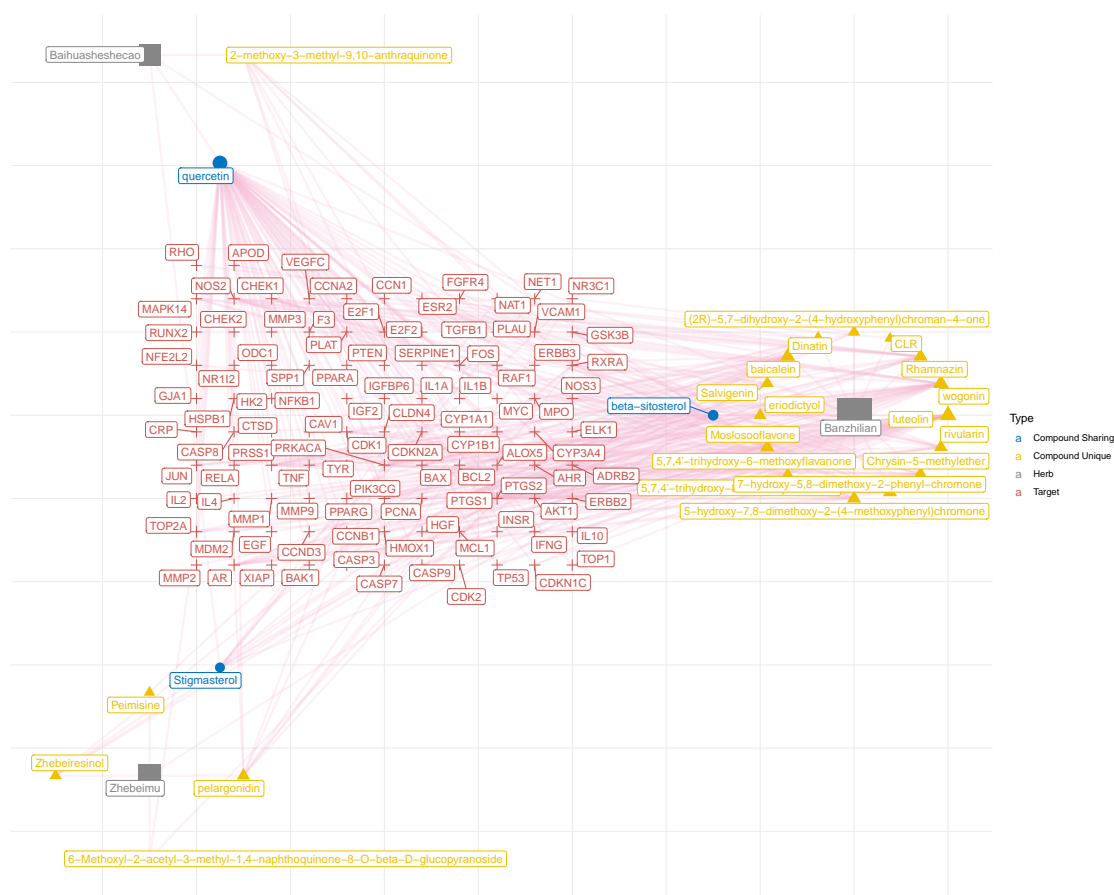 Baihuasheshecao
2−methoxy−3−methyl−9,10−anthraquinone
quercetin
RHO
APOD
VEGFC
NOS2
CHEK1
CCNA2
CCN1
FGFR4
NET1
NR3C1
MAPK14
CHEK2
MMP3
F3
E2F1
ESR2
NAT1
VCAM1
RUNX2
PLAT
E2F2
TGFB1
PLAU
GSK3B
NFE2L2
ODC1
PTEN
SERPINE1
FOS
ERBB3
RXRA
NR1I2
SPP1
PPARA
IGFBP6
IL1A
IL1B
RAF1
NOS3
GJA1
HSPB1
HK2
NFKB1
IGF2
CLDN4
CYP1A1
MYC
MPO
CRP
CTSD
CAV1
CDK1
CDKN2A
CYP1B1
ALOX5
CYP3A4
ELK1
CASP8
PRSS1
PRKACA
TYR
BAX
BCL2
AHR
ADRB2
JUN
RELA
TNF
PIK3CG
PTGS1
PTGS2
ERBB2
IL2
IL4
MMP1
MMP9
PPARG
PCNA
HGF
INSR
AKT1
TOP2A
MDM2
EGF
CCND3
CCNB1
HMOX1
MCL1
IFNG
IL10
MMP2
AR
XIAP
BAK1
CASP3
CASP7
CASP9
CDK2
TP53
CDKN1C
TOP1
(2R)−5,7−dihydroxy−2−(4−hydroxyphenyl)chroman−4−one
Dinatin
CLR
baicalein
Rhamnazin
Salvigenin
wogonin
beta−sitosterol
eriodictyol
luteolin
Banzhilian
Moslosooflavone
rivularin
5,7,4'−trihydroxy−6−methoxyflavanone
Chrysin−5−methylether
5,7,4'−trihydroxy−
7−hydroxy−5,8−dimethoxy−2−phenyl−chromone
5−hydroxy−7,8−dimethoxy−2−(4−methoxyphenyl)chromone
Stigmasterol
Peimisine
Zhebeiresinol
Zhebeimu
pelargonidin
6−Methoxyl−2−acetyl−3−methyl−1,4−naphthoquinone−8−O−beta−D−glucopyranoside
Type
a Compound Sharing
a Compound Unique
a Herb
a Target